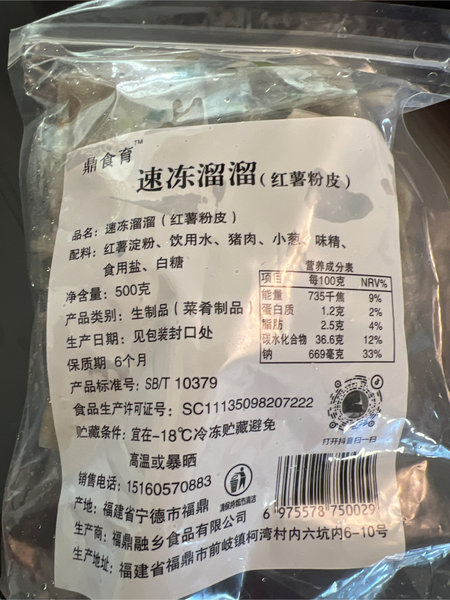 鼎食育™
速冻溜溜(红薯粉皮)
品名：速冻溜溜(红薯粉皮)
配料：红薯淀粉、饮用水、猪肉、小葱、味精、
食用盐、白糖
净含量：500克
产品类别：生制品(菜肴制品)
生产日期：见包装封口处
保质期 6个月
产品标准号：SB/T 10379
食品生产许可证号：SC11135098207222
贮藏条件：宜在-18℃冷冻贮藏避免
高温或暴晒
营养成分表
项目 每100克 NRV%
能量 735千焦 9%
蛋白质 1.2克 2%
脂肪 2.5克 4%
碳水化合物 36.6克 12%
钠 669毫克 33%
打开抖音扫一扫
销售电话：15160570883
产地：福建省宁德市福鼎
生产商：福鼎融乡食品有限公司
生产地址：福建省福鼎市前岐镇柯湾村内六坑内6-10号
请保持城市清洁
6975578750029